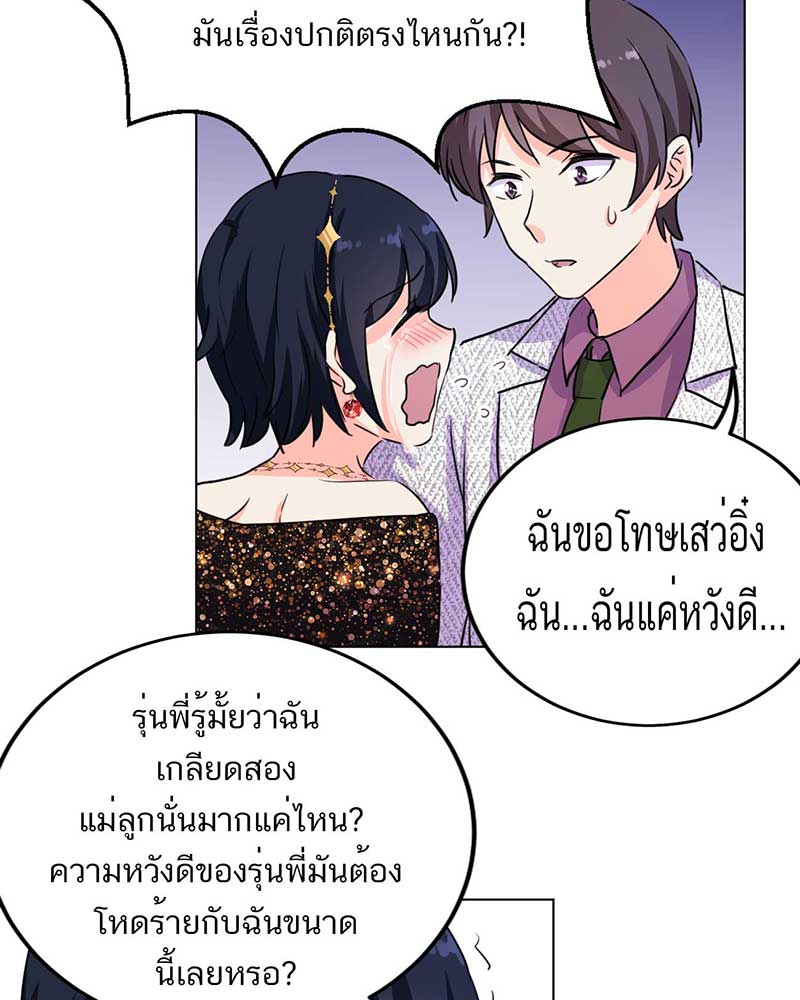 มันเรื่องปกติตรงไหนกัน?!
ฉันขอโทษเสว่อิ๋ง
ฉัน...ฉันแค่หวังดี...
รุ่นพี่รู้มั้ยว่าฉัน
เกลียดสอง
แม่ลูกนั่นมากแค่ไหน?
ความหวังดีของรุ่นพี่มันต้อง
โหดร้ายกับฉันขนาด
นี้เลยหรอ?